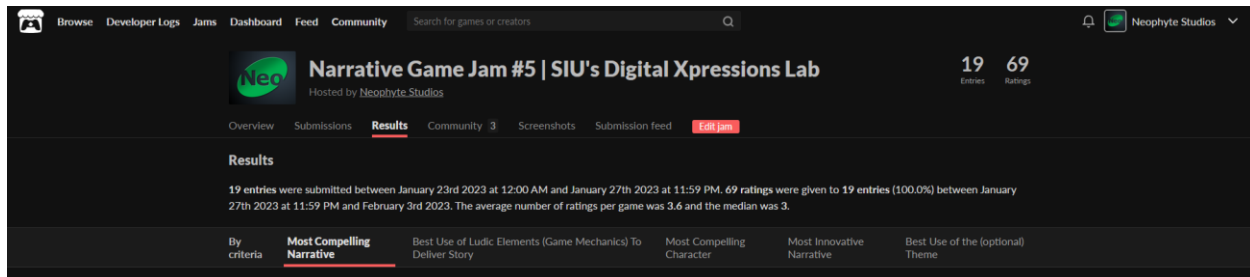 Browse Developer Logs Jams Dashboard Feed Community Search for games or creators Neophyte Studios
Neo Narrative Game Jam #5 | SIU's Digital Xpressions Lab 19 69
Hosted by Neophyte Studios Entries Ratings
Overview Submissions Results Community 3 Screenshots Submission feed Edit jam
Results
19 entries were submitted between January 23rd 2023 at 12:00 AM and January 27th 2023 at 11:59 PM. 69 ratings were given to 19 entries (100.0%) between January
27th 2023 at 11:59 PM and February 3rd 2023. The average number of ratings per game was 3.6 and the median was 3.
By Most Compelling Best Use of Ludic Elements (Game Mechanics) To Most Compelling Most Innovative Best Use of the (optional)
criteria Narrative Deliver Story Character Narrative Theme